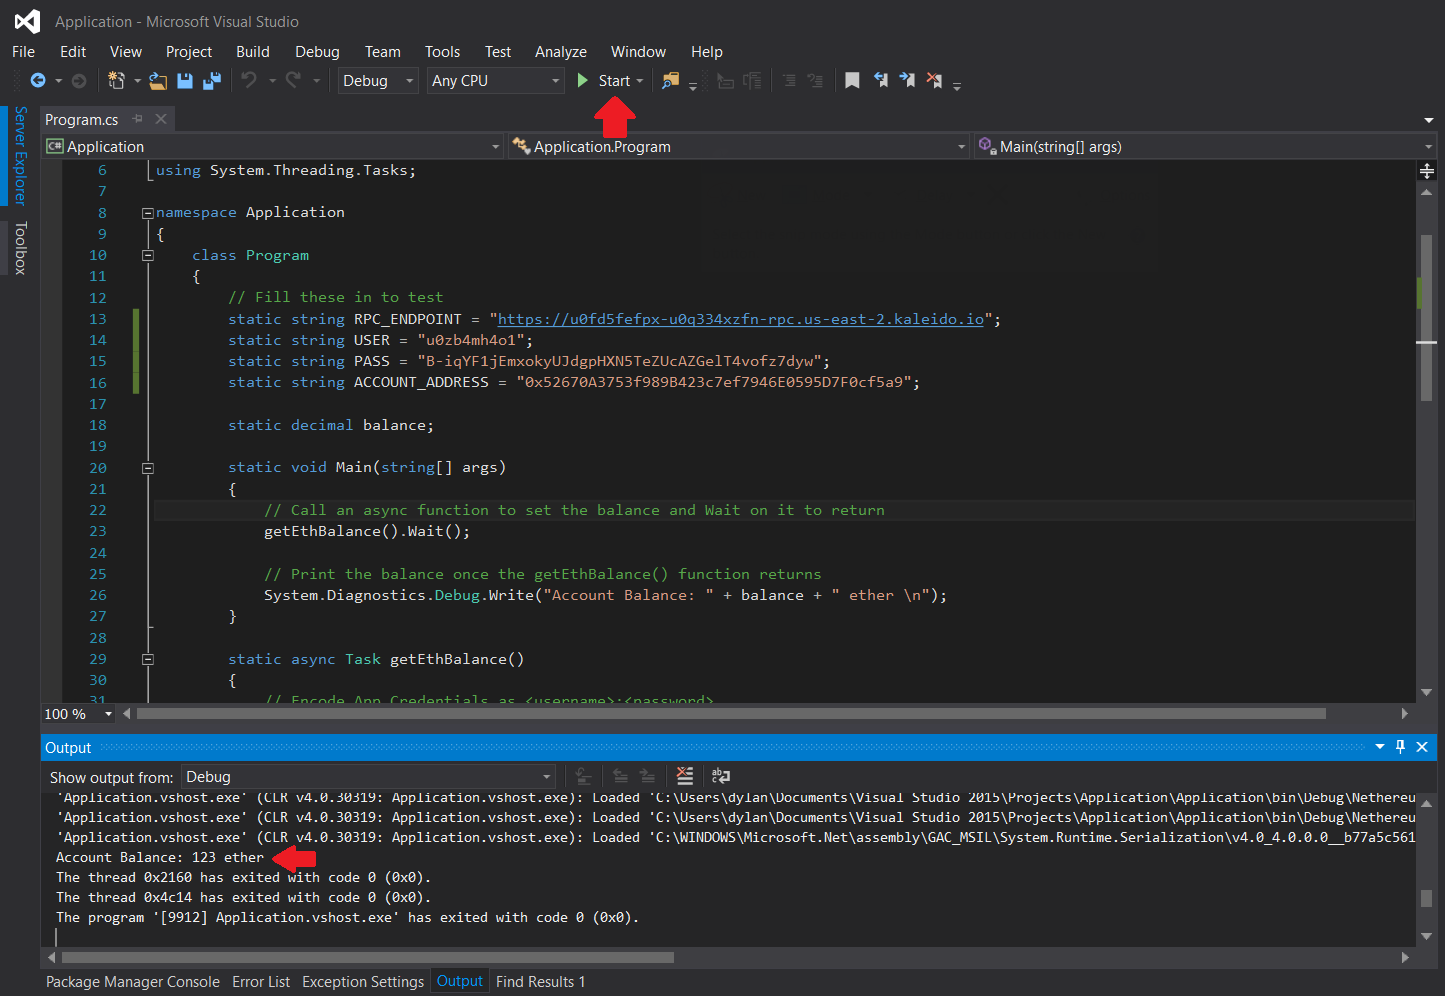 Application - Microsoft Visual Studio
File Edit View Project Build Debug Team Tools Test Analyze Window Help
Debug Any CPU Start
Server Explorer
Toolbox
Program.cs
C# Application Application.Program Main(string[] args)
6 using System.Threading.Tasks;
7
8 namespace Application
9 {
10 class Program
11 {
12 // Fill these in to test
13 static string RPC_ENDPOINT = "https://u0fd5fefpx-u0q334xzfn-rpc.us-east-2.kaleido.io";
14 static string USER = "u0zb4mh4o1";
15 static string PASS = "B-iqYF1jEmxokyUJdgpHXN5TeZUcAZGelT4vofz7dyw";
16 static string ACCOUNT_ADDRESS = "0x52670A3753f989B423c7ef7946E0595D7F0cf5a9";
17
18 static decimal balance;
19
20 static void Main(string[] args)
21 {
22 // Call an async function to set the balance and Wait on it to return
23 getEthBalance().Wait();
24
25 // Print the balance once the getEthBalance() function returns
26 System.Diagnostics.Debug.Write("Account Balance: " + balance + " ether \n");
27 }
28
29 static async Task getEthBalance()
30 {
31 // Encode App Credentials as <username>:<password>
100 %
Output
Show output from: Debug
'Application.vshost.exe' (CLR v4.0.30319: Application.vshost.exe): Loaded 'C:\Users\dylan\Documents\Visual Studio 2015\Projects\Application\Application\bin\Debug\Nethereu
'Application.vshost.exe' (CLR v4.0.30319: Application.vshost.exe): Loaded 'C:\Users\dylan\Documents\Visual Studio 2015\Projects\Application\Application\bin\Debug\Nethereu
'Application.vshost.exe' (CLR v4.0.30319: Application.vshost.exe): Loaded 'C:\WINDOWS\Microsoft.Net\assembly\GAC_MSIL\System.Runtime.Serialization\v4.0_4.0.0.0__b77a5c561
Account Balance: 123 ether
The thread 0x2160 has exited with code 0 (0x0).
The thread 0x4c14 has exited with code 0 (0x0).
The program '[9912] Application.vshost.exe' has exited with code 0 (0x0).
Package Manager Console Error List Exception Settings Output Find Results 1